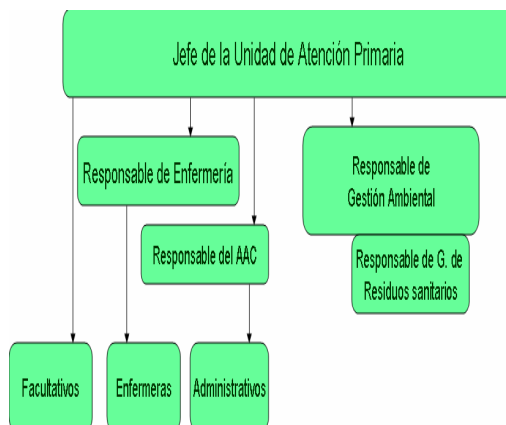 Jefe de la Unidad de Atención Primaria
Responsable de Enfermería
Responsable de
Gestión Ambiental
Responsable del AAC
Responsable de G. de
Residuos sanitarios
Facultativos
Enfermeras
Administrativos